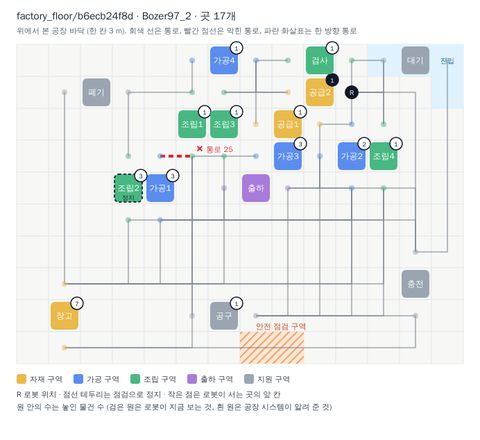 factory_floor/b6ecb24f8d · Bozer97_2 · 곳 17개
위에서 본 공장 바닥 (한 칸 3 m). 회색 선은 통로, 빨간 점선은 막힌 통로, 파란 화살표는 한 방향 통로
가공4 1
검사 1
대기
진입
폐기
공급2 1
R
조립1 1
조립3 1
공급1 1
✖ 통로 25
가공3 3
가공2 2
조립4 1
조립2 3
정지
가공1 3
출하
충전
창고 7
공구 1
안전 점검 구역
자재 구역 가공 구역 조립 구역 출하 구역 지원 구역
R 로봇 위치 · 점선 테두리는 점검으로 정지 · 작은 점은 로봇이 서는 곳의 앞 칸
원 안의 수는 놓인 물건 수 (검은 원은 로봇이 지금 보는 것, 흰 원은 공장 시스템이 알려 준 것)